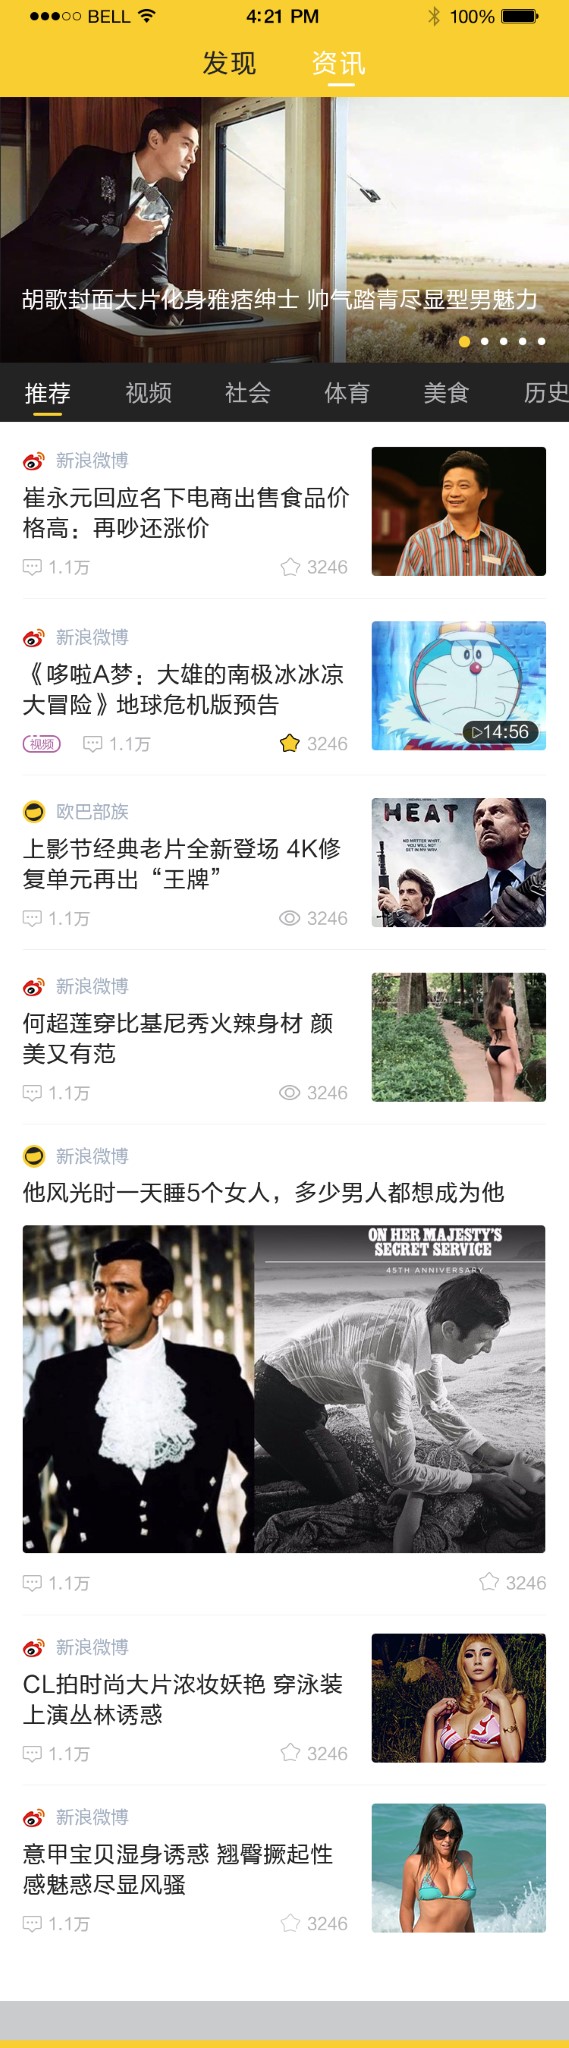 BELL
4:21 PM
100%
发现
资讯
胡歌封面大片化身雅痞绅士 帅气踏青尽显型男魅力
推荐
视频
社会
体育
美食
历史
新浪微博
崔永元回应名下电商出售食品价
格高：再吵还涨价
1.1万
3246
新浪微博
《哆啦A梦：大雄的南极冰冰凉
大冒险》地球危机版预告
视频
1.1万
3246
14:56
欧巴部族
上影节经典老片全新登场 4K修
复单元再出“王牌”
1.1万
3246
HEAT
NO MATTER WHAT
YOU WILL NOT
GET IN MY WAY.
新浪微博
何超莲穿比基尼秀火辣身材 颜
美又有范
1.1万
3246
新浪微博
他风光时一天睡5个女人，多少男人都想成为他
ON HER MAJESTY'S
SECRET SERVICE
45TH ANNIVERSARY
1.1万
3246
新浪微博
CL拍时尚大片浓妆妖艳 穿泳装
上演丛林诱惑
1.1万
3246
新浪微博
意甲宝贝湿身诱惑 翘臀撅起性
感魅惑尽显风骚
1.1万
3246